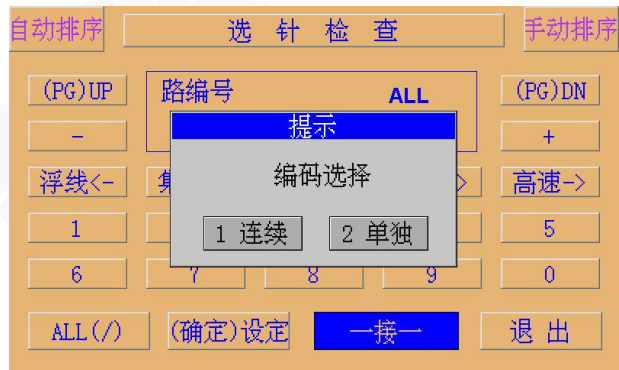 自动排序 选针检查 手动排序
(PG)UP 路编号 ALL (PG)DN
提示
- +
浮线<- 编码选择 > 高速->
1 1 连续 2 单独 5
6 7 8 9 0
ALL(/) (确定)设定 一接一 退出